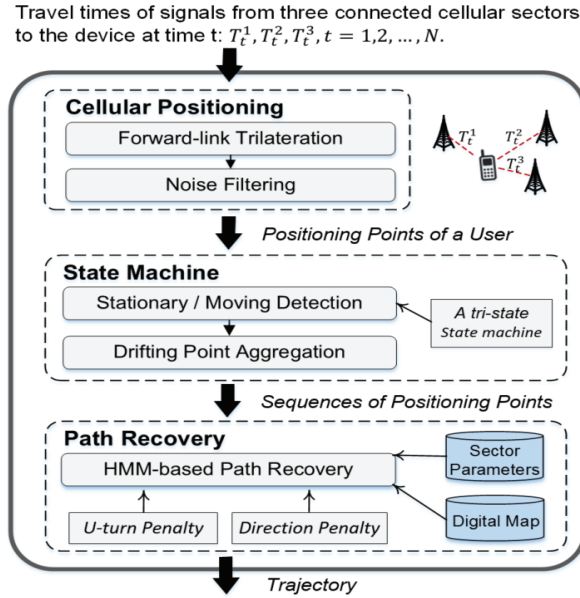 Travel times of signals from three connected cellular sectors
to the device at time t: $T_t^1, T_t^2, T_t^3, t = 1,2, \ldots, N.$
Cellular Positioning
Forward-link Trilateration
Noise Filtering
$T_t^1$
$T_t^2$
$T_t^3$
Positioning Points of a User
State Machine
Stationary / Moving Detection
Drifting Point Aggregation
A tri-state
State machine
Sequences of Positioning Points
Path Recovery
HMM-based Path Recovery
U-turn Penalty
Direction Penalty
Sector
Parameters
Digital Map
Trajectory